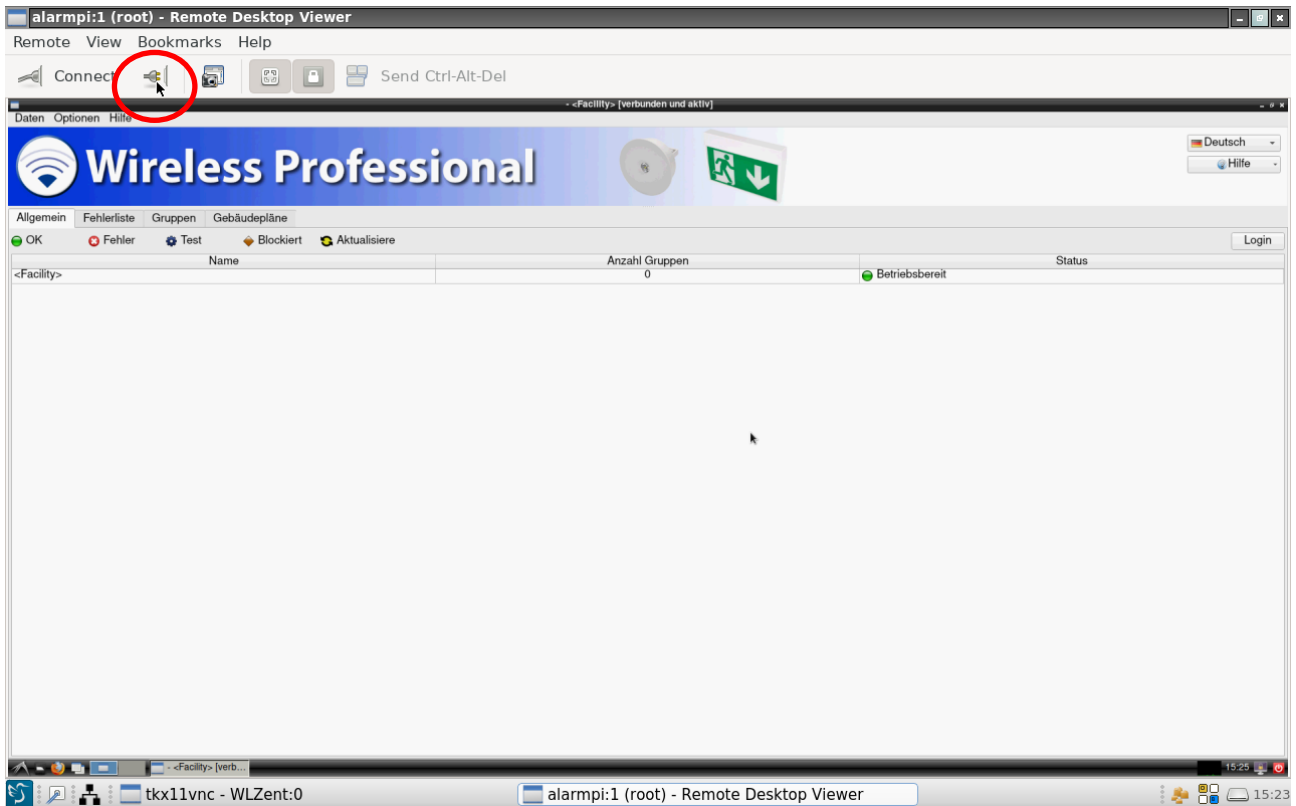 alarmpi:1 (root) - Remote Desktop Viewer
Remote View Bookmarks Help
Connect Send Ctrl-Alt-Del
- <Facility> [verbunden und aktiv]
Daten Optionen Hilfe
Wireless Professional
Deutsch
Hilfe
Allgemein Fehlerliste Gruppen Gebäudepläne
OK Fehler Test Blockiert Aktualisiere Login
Name Anzahl Gruppen Status
<Facility> 0 Betriebsbereit
- <Facility> [verb... 15:25
tkx11vnc - WLZent:0 alarmpi:1 (root) - Remote Desktop Viewer 15:23